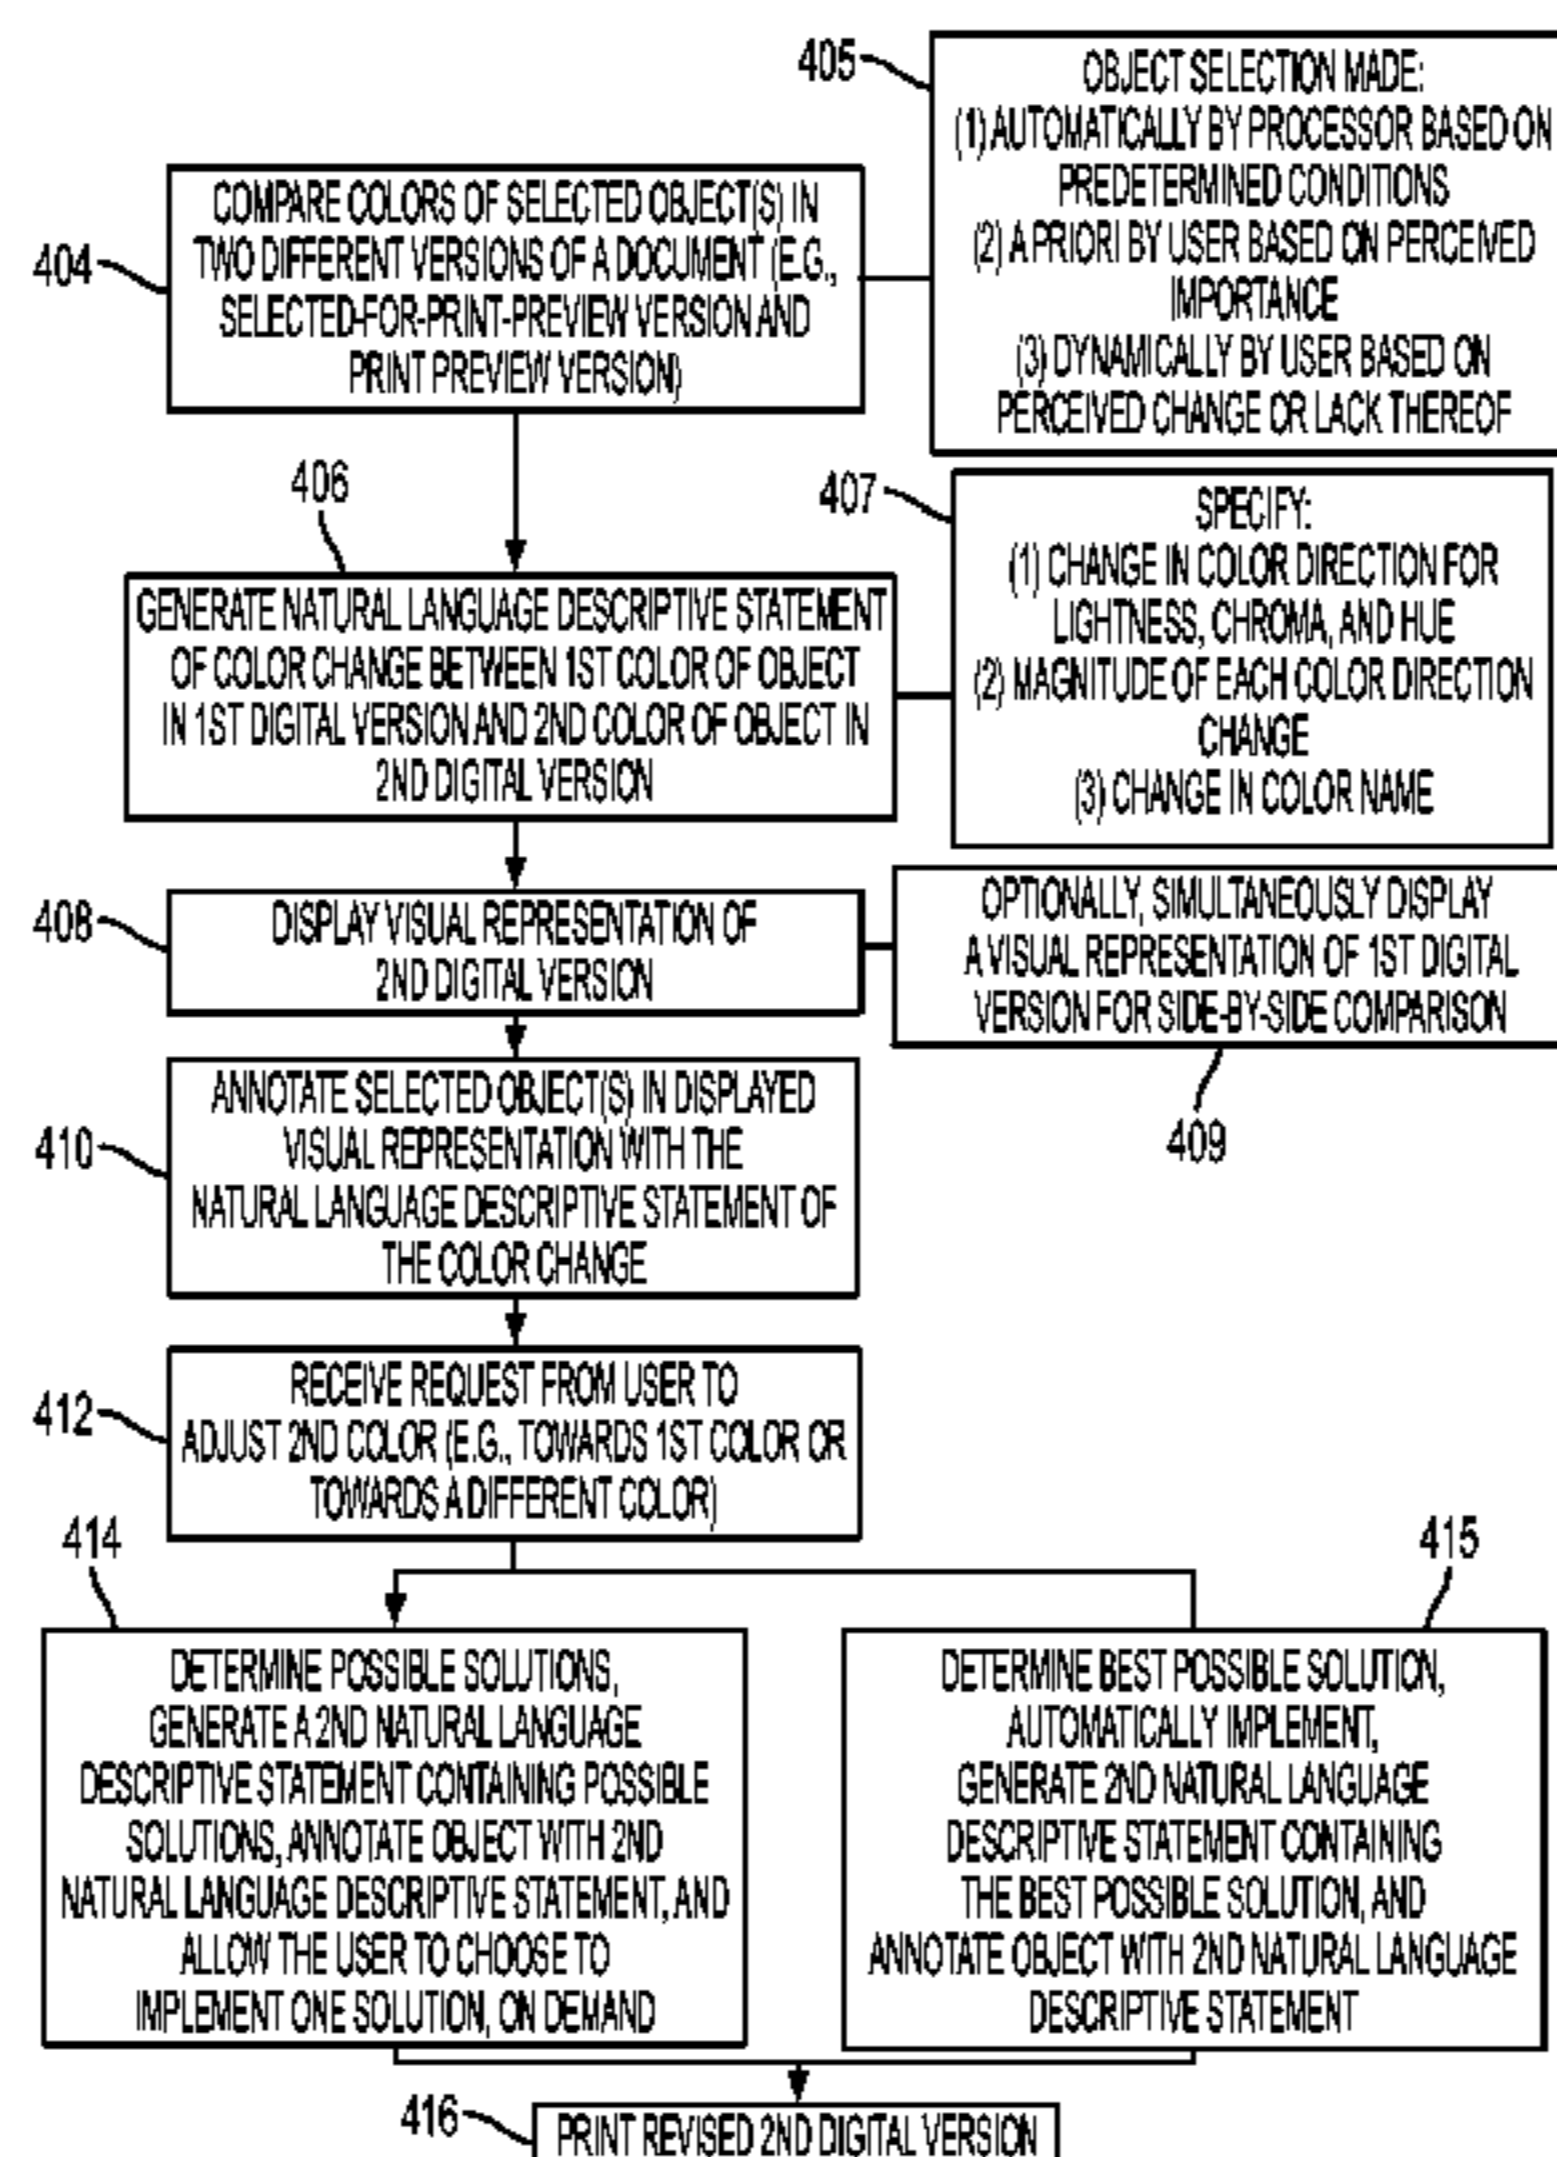 405
OBJECT SELECTION MADE:
(1) AUTOMATICALLY BY PROCESSOR BASED ON
PREDETERMINED CONDITIONS
(2) A PRIORI BY USER BASED ON PERCEIVED
IMPORTANCE
(3) DYNAMICALLY BY USER BASED ON
PERCEIVED CHANGE OR LACK THEREOF
404
COMPARE COLORS OF SELECTED OBJECT(S) IN
TWO DIFFERENT VERSIONS OF A DOCUMENT (E.G.,
SELECTED-FOR-PRINT-PREVIEW VERSION AND
PRINT PREVIEW VERSION)
406
GENERATE NATURAL LANGUAGE DESCRIPTIVE STATEMENT
OF COLOR CHANGE BETWEEN 1ST COLOR OF OBJECT
IN 1ST DIGITAL VERSION AND 2ND COLOR OF OBJECT IN
2ND DIGITAL VERSION
407
SPECIFY:
(1) CHANGE IN COLOR DIRECTION FOR
LIGHTNESS, CHROMA, AND HUE
(2) MAGNITUDE OF EACH COLOR DIRECTION
CHANGE
(3) CHANGE IN COLOR NAME
408
DISPLAY VISUAL REPRESENTATION OF
2ND DIGITAL VERSION
OPTIONALLY, SIMULTANEOUSLY DISPLAY
A VISUAL REPRESENTATION OF 1ST DIGITAL
VERSION FOR SIDE-BY-SIDE COMPARISON
409
410
ANNOTATE SELECTED OBJECT(S) IN DISPLAYED
VISUAL REPRESENTATION WITH THE
NATURAL LANGUAGE DESCRIPTIVE STATEMENT OF
THE COLOR CHANGE
412
RECEIVE REQUEST FROM USER TO
ADJUST 2ND COLOR (E.G., TOWARDS 1ST COLOR OR
TOWARDS A DIFFERENT COLOR)
414
DETERMINE POSSIBLE SOLUTIONS,
GENERATE A 2ND NATURAL LANGUAGE
DESCRIPTIVE STATEMENT CONTAINING POSSIBLE
SOLUTIONS, ANNOTATE OBJECT WITH 2ND
NATURAL LANGUAGE DESCRIPTIVE STATEMENT, AND
ALLOW THE USER TO CHOOSE TO
IMPLEMENT ONE SOLUTION, ON DEMAND
415
DETERMINE BEST POSSIBLE SOLUTION,
AUTOMATICALLY IMPLEMENT,
GENERATE 2ND NATURAL LANGUAGE
DESCRIPTIVE STATEMENT CONTAINING
THE BEST POSSIBLE SOLUTION, AND
ANNOTATE OBJECT WITH 2ND NATURAL LANGUAGE
DESCRIPTIVE STATEMENT
416
PRINT REVISED 2ND DIGITAL VERSION